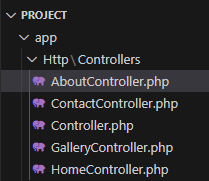 PROJECT
app
Http\Controllers
AboutController.php
ContactController.php
Controller.php
GalleryController.php
HomeController.php